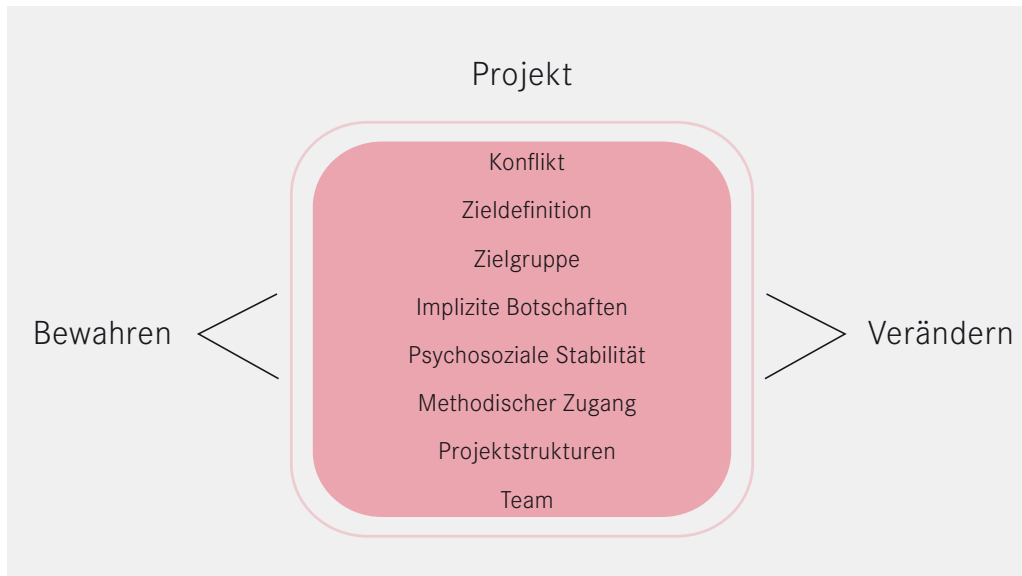 Projekt
Konflikt
Zieldefinition
Zielgruppe
Implizite Botschaften
Bewahren
Verändern
Psychosoziale Stabilität
Methodischer Zugang
Projektstrukturen
Team